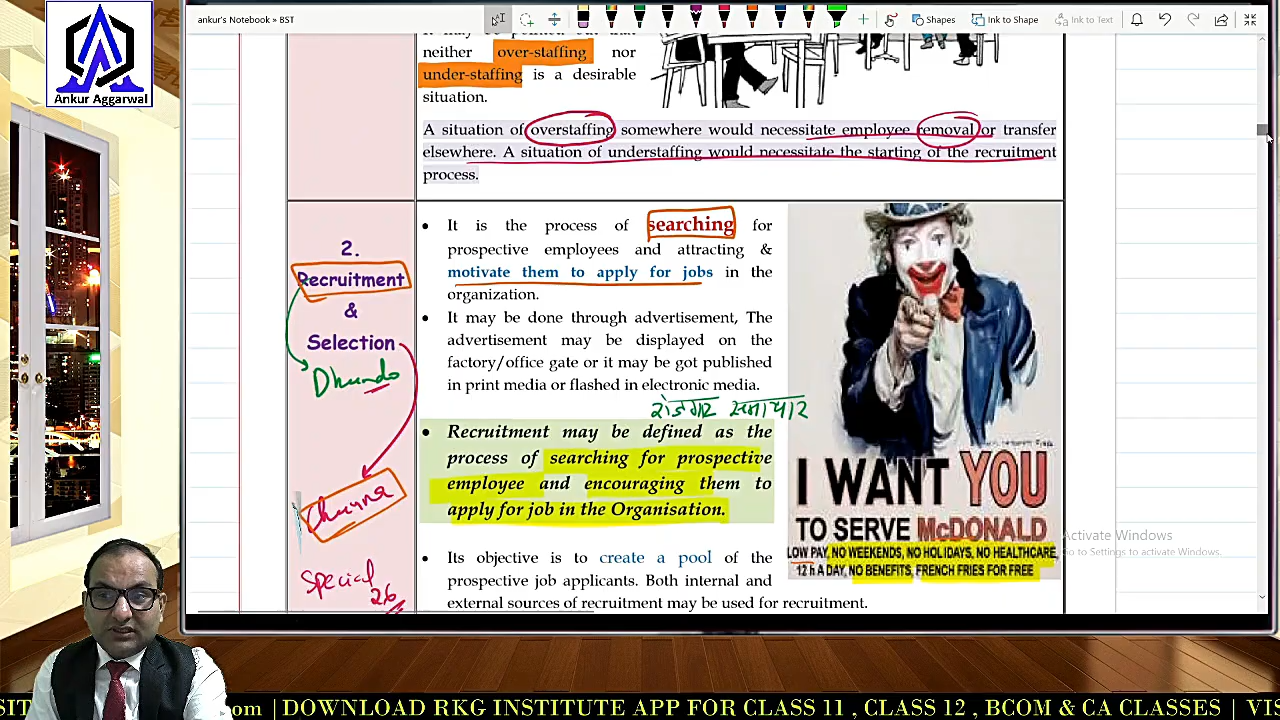 ankur's Notebook » BST
Shapes
Ink to Shape
Ink to Text
Ankur Aggarwal
neither over-staffing nor
under-staffing is a desirable
situation.
A situation of overstaffing somewhere would necessitate employee removal or transfer
elsewhere. A situation of understaffing would necessitate the starting of the recruitment
process.
2.
Recruitment
&
Selection
Dhundo
Special
26
• It is the process of searching for
prospective employees and attracting &
motivate them to apply for jobs in the
organization.
• It may be done through advertisement, The
advertisement may be displayed on the
factory/office gate or it may be got published
in print media or flashed in electronic media.
रोजगार समाचार
• Recruitment may be defined as the
process of searching for prospective
employee and encouraging them to
apply for job in the Organisation.
• Its objective is to create a pool of the
prospective job applicants. Both internal and
external sources of recruitment may be used for recruitment.
I WANT YOU
TO SERVE McDONALD
LOW PAY, NO WEEKENDS, NO HOLIDAYS, NO HEALTHCARE,
12 h A DAY, NO BENEFITS, FRENCH FRIES FOR FREE
Activate Windows
Go to Settings to activate Windows.
com | DOWNLOAD RKG INSTITUTE APP FOR CLASS 11 , CLASS 12 , BCOM & CA CLASSES | VIS